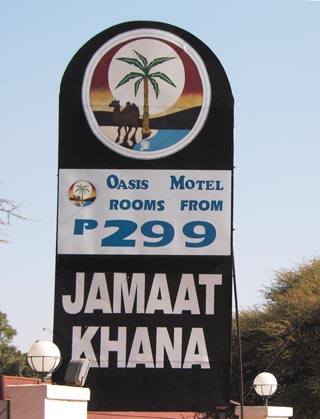 OASIS MOTEL
ROOMS FROM
P299
JAMAAT
KHANA